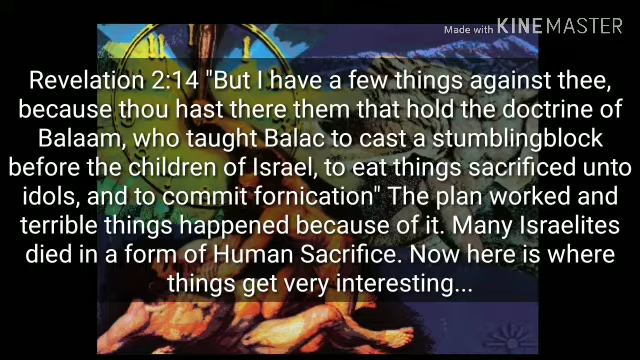 Made with KINEMASTER
Revelation 2:14 "But I have a few things against thee,
because thou hast there them that hold the doctrine of
Balaam, who taught Balac to cast a stumblingblock
before the children of Israel, to eat things sacrificed unto
idols, and to commit fornication" The plan worked and
terrible things happened because of it. Many Israelites
died in a form of Human Sacrifice. Now here is where
things get very interesting...